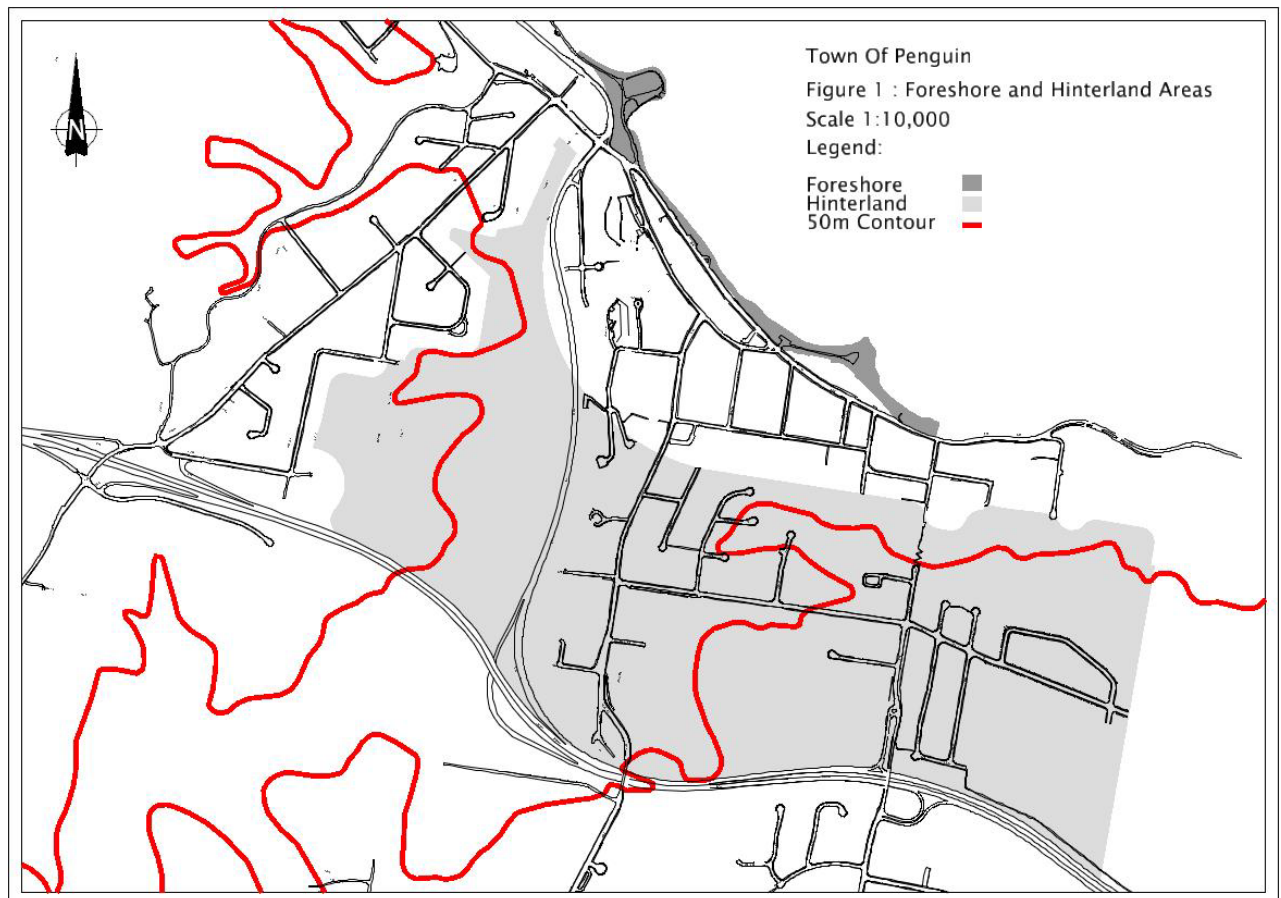 N
Town Of Penguin
Figure 1 : Foreshore and Hinterland Areas
Scale 1:10,000
Legend:
Foreshore
Hinterland
50m Contour